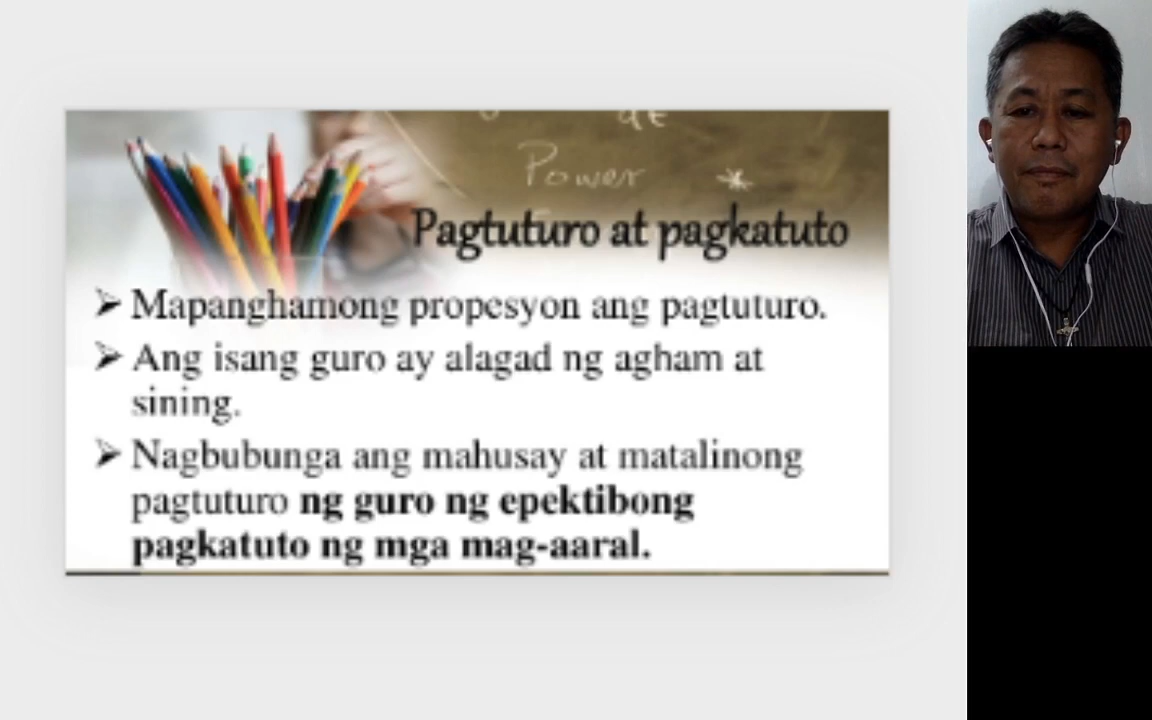 Power
Pagtuturo at pagkatuto
➢ Mapanghamong propesyon ang pagtuturo.
➢ Ang isang guro ay alagad ng agham at
sining.
➢ Nagbubunga ang mahusay at matalinong
pagtuturo ng guro ng epektibong
pagkatuto ng mga mag-aaral.